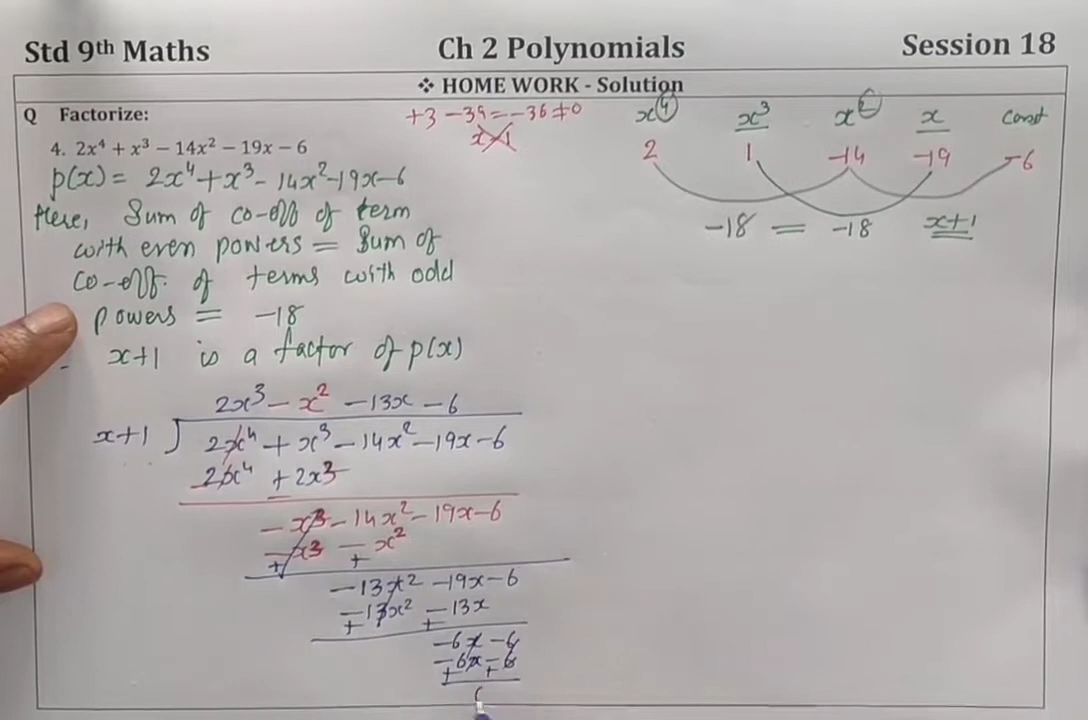 Std 9th Maths Ch 2 Polynomials Session 18
❖ HOME WORK - Solution
Q Factorize:
+3 -39 = -36 ≠ 0
x-1
x⁴ x³ x² x const
2 1 -14 -19 -6
-18 = -18 x+1
4. 2x⁴ + x³ − 14x² − 19x − 6
p(x) = 2x⁴ + x³ - 14x² - 19x - 6
Here, Sum of co-eff of term
with even powers = Sum of
co-eff. of terms with odd
powers = -18
x+1 is a factor of p(x)
2x³ - x² - 13x - 6
x+1 ) 2x⁴ + x³ - 14x² - 19x - 6
2x⁴ + 2x³
- x³ - 14x² - 19x - 6
- x³ - x²
+ +
-13x² - 19x - 6
-13x² - 13x
+ +
-6x - 6
-6x - 6
+ +